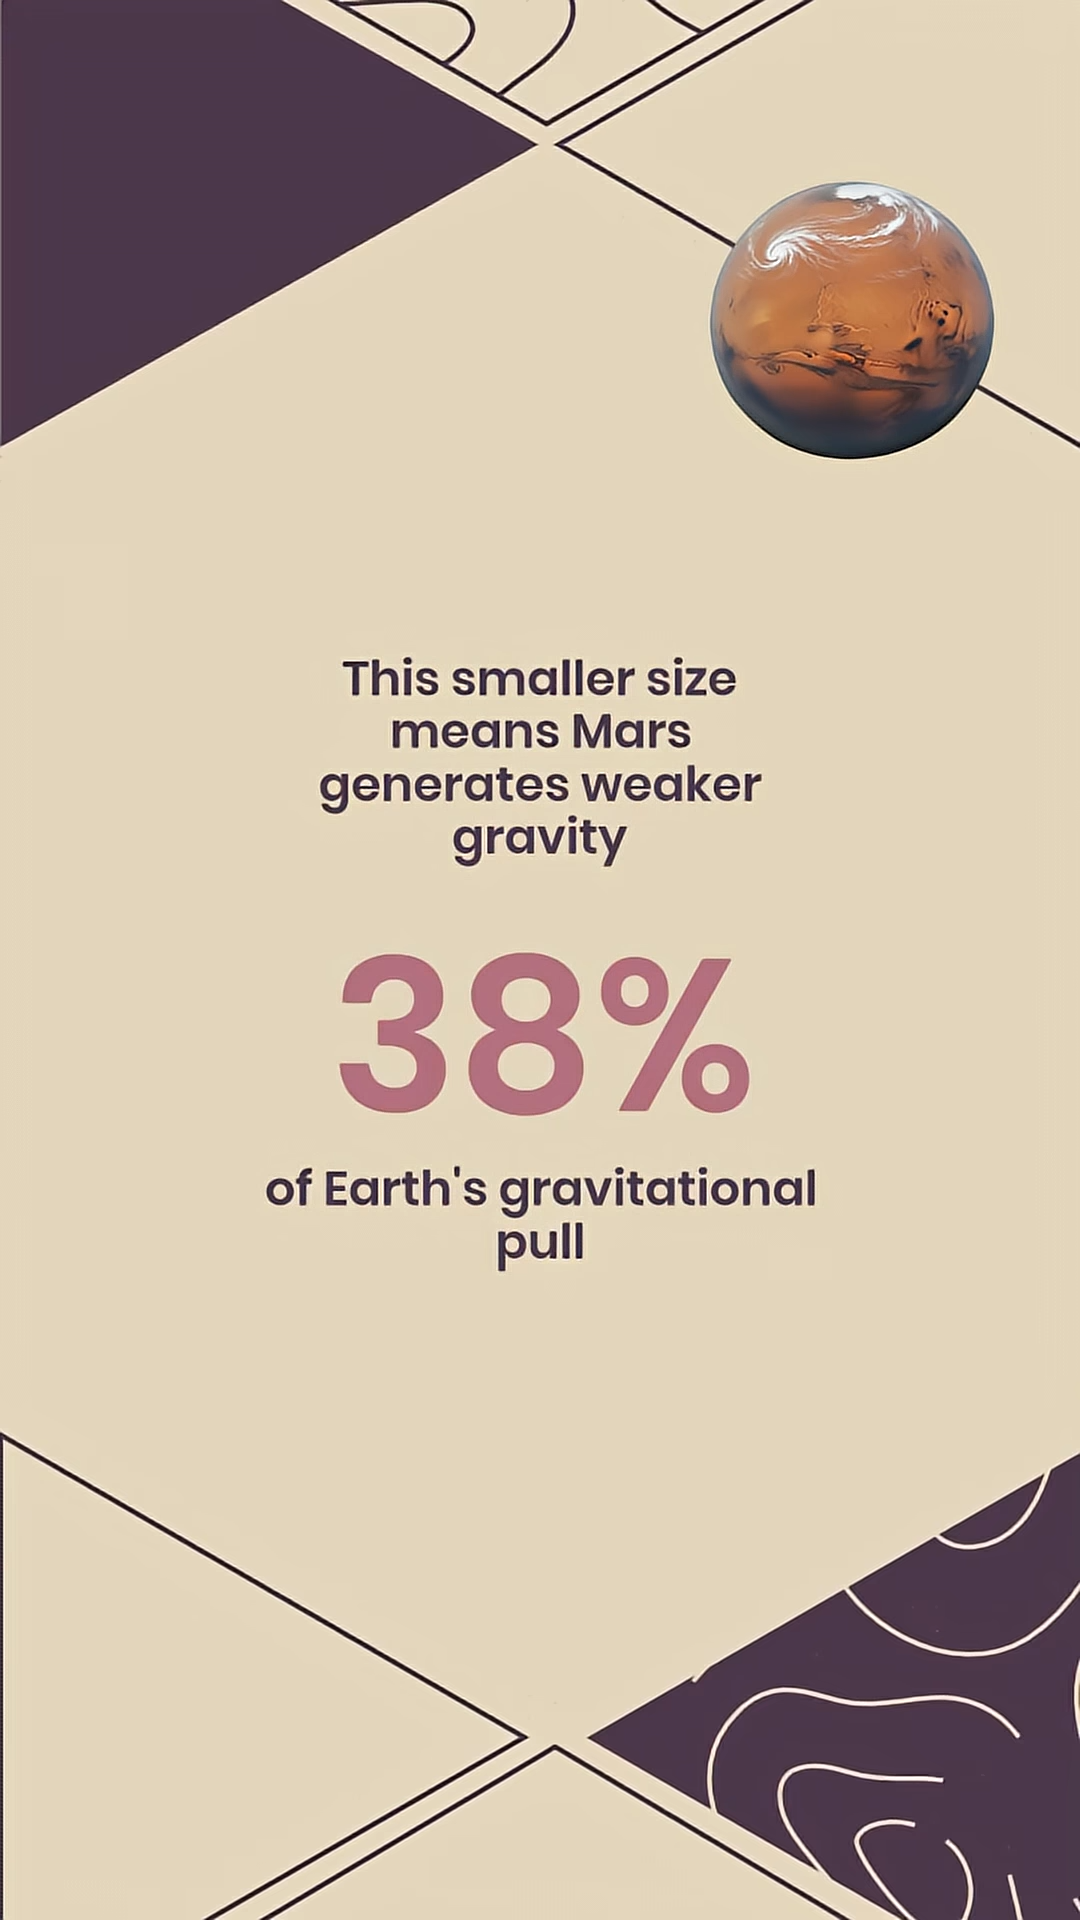 This smaller size
means Mars
generates weaker
gravity
38%
of Earth's gravitational
pull